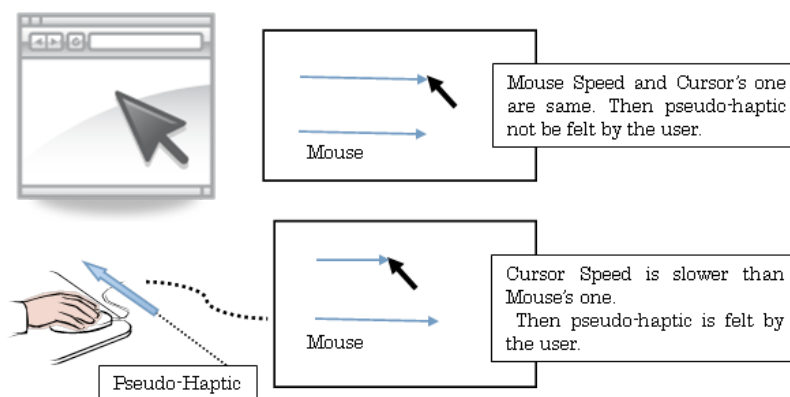 Mouse Speed and Cursor's one
are same. Then pseudo-haptic
not be felt by the user.
Mouse
Cursor Speed is slower than
Mouse's one.
Then pseudo-haptic is felt by
the user.
Mouse
Pseudo-Haptic